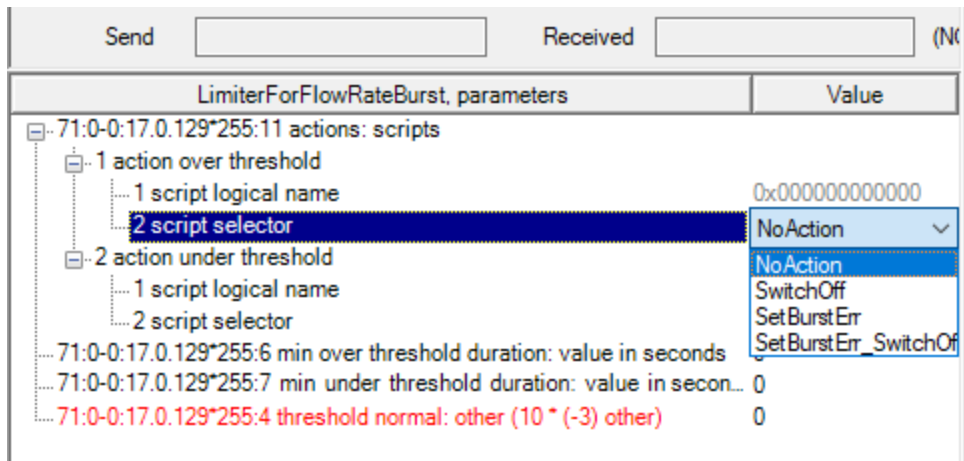 Send Received (NO
LimiterForFlowRateBurst, parameters Value
71:0-0:17.0.129*255:11 actions: scripts
1 action over threshold
1 script logical name 0x000000000000
2 script selector NoAction
2 action under threshold NoAction
1 script logical name SwitchOff
2 script selector SetBurstErr
SetBurstErr_SwitchOf
71:0-0:17.0.129*255:6 min over threshold duration: value in seconds
71:0-0:17.0.129*255:7 min under threshold duration: value in secon... 0
71:0-0:17.0.129*255:4 threshold normal: other (10 * (-3) other) 0